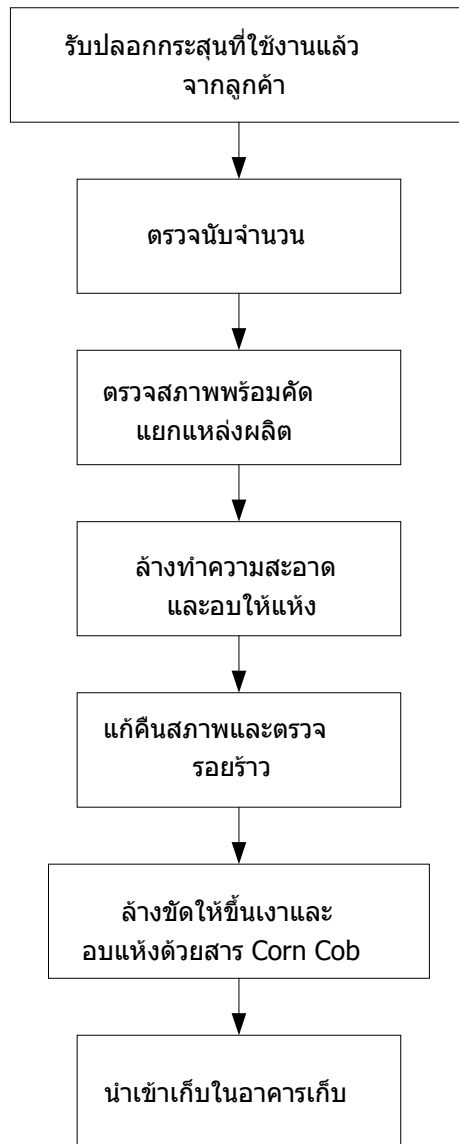 รับปลอกกระสุนที่ใช้งานแล้ว
จากลูกค้า
ตรวจนับจำนวน
ตรวจสภาพพร้อมคัด
แยกแหล่งผลิต
ล้างทำความสะอาด
และอบให้แห้ง
แก้คืนสภาพและตรวจ
รอยร้าว
ล้างขัดให้ขึ้นเงาและ
อบแห้งด้วยสาร Corn Cob
นำเข้าเก็บในอาคารเก็บ